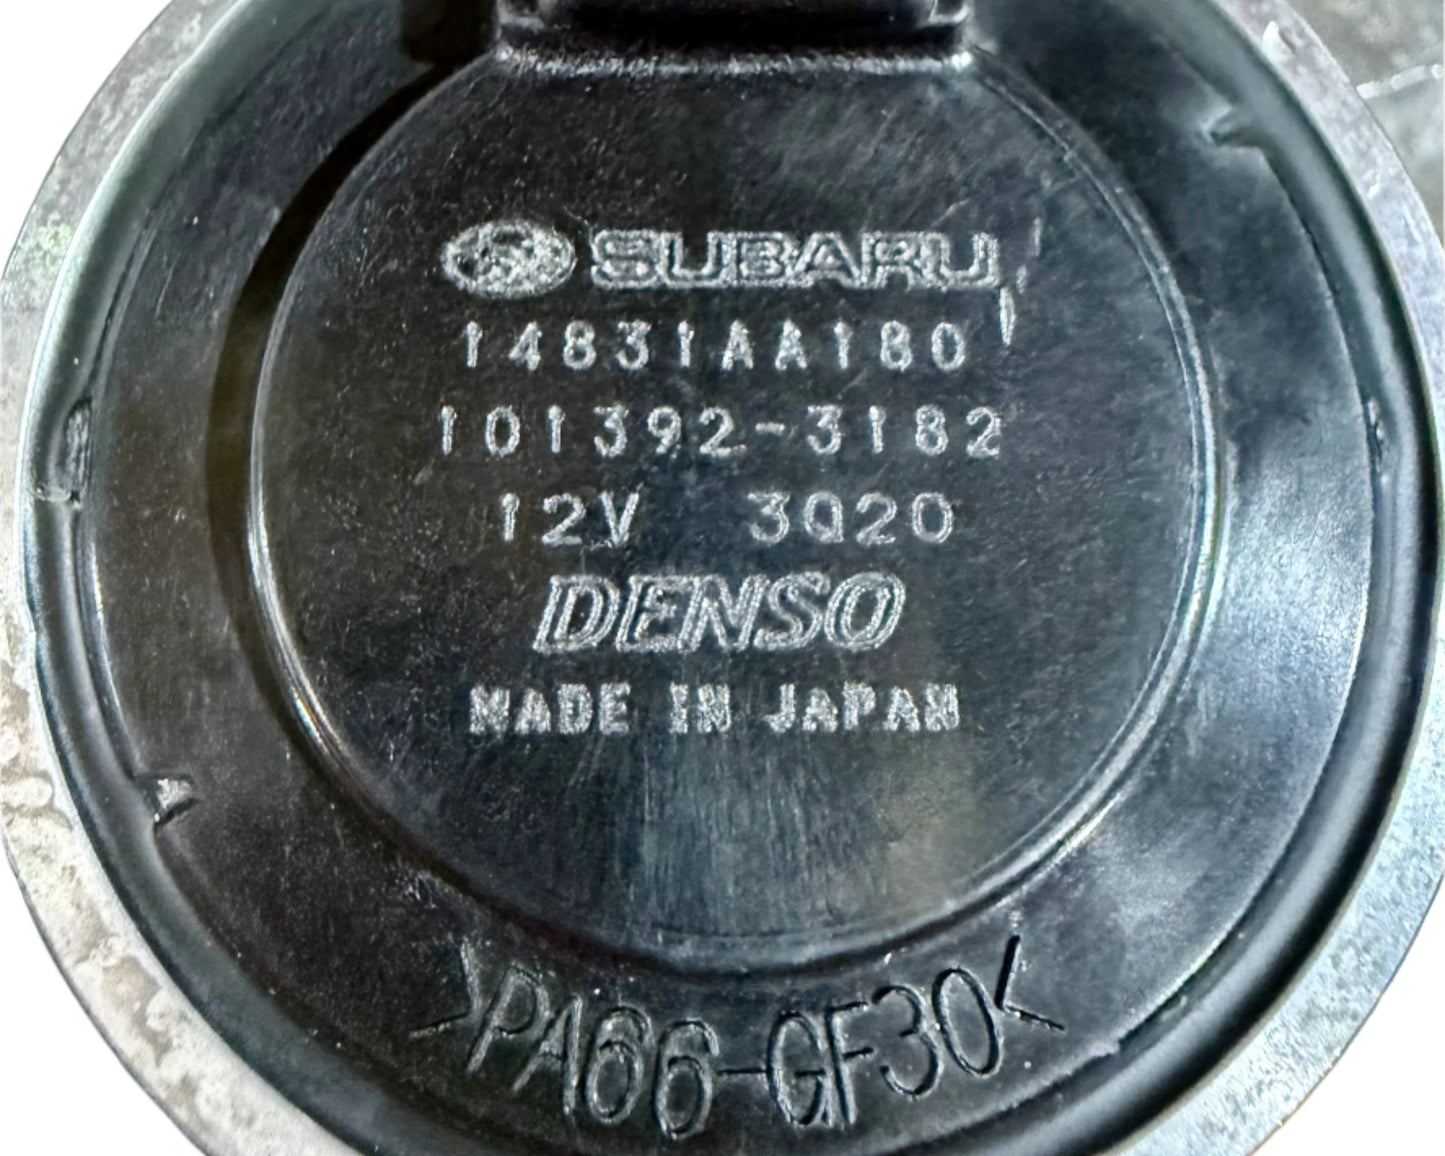 SUBARU
14831AA180
101392-3182
12V 3Q20
DENSO
MADE IN JAPAN
>PA66-GF30<